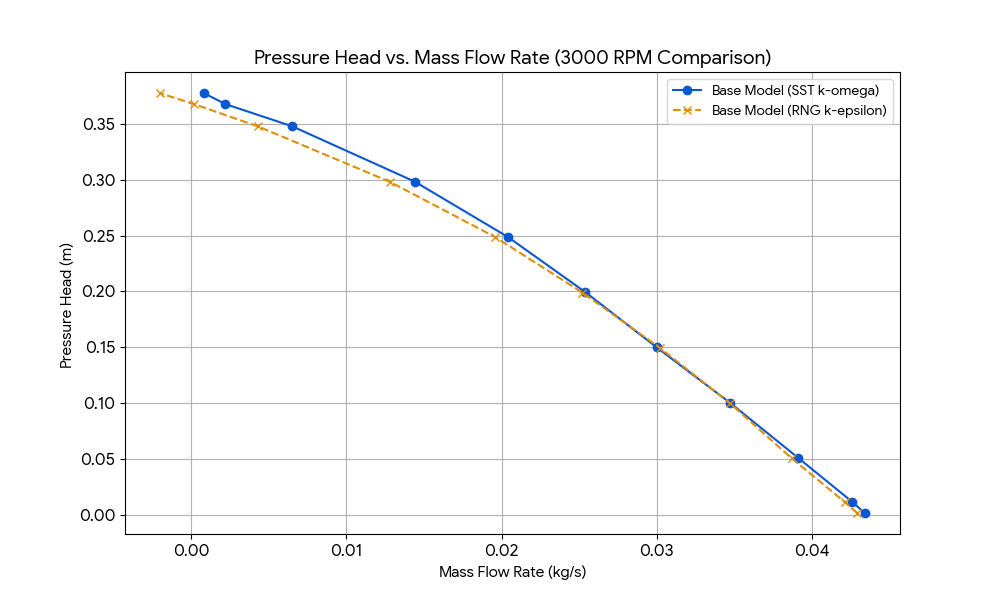 Pressure Head vs. Mass Flow Rate (3000 RPM Comparison)
Base Model (SST k-omega)
Base Model (RNG k-epsilon)
Pressure Head (m)
0.35
0.30
0.25
0.20
0.15
0.10
0.05
0.00
0.00 0.01 0.02 0.03 0.04
Mass Flow Rate (kg/s)